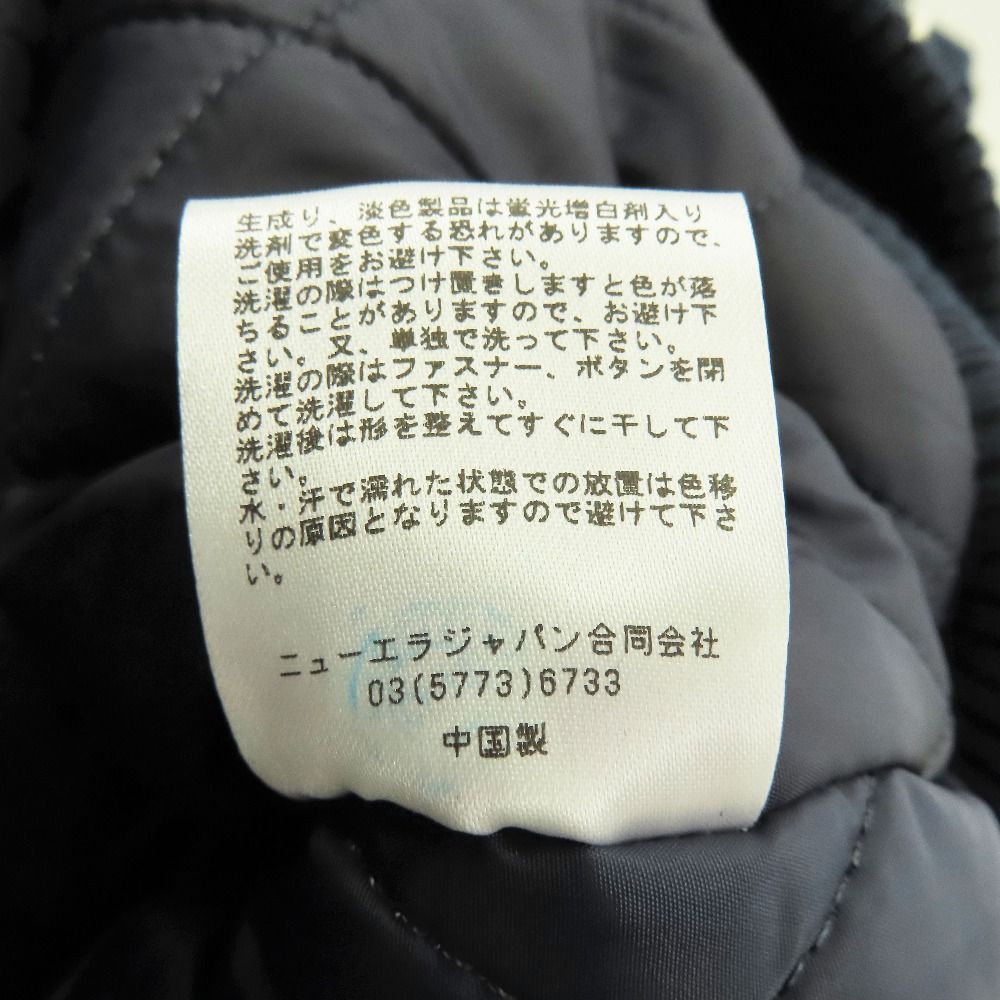 生成り、淡色製品は蛍光増白剤入り
洗剤で変色する恐れがありますので、
ご使用をお避け下さい。
洗濯の際はつけ置きしますと色が落
ちることがありますので、お避け下
さい。又、単独で洗って下さい。
洗濯の際はファスナー、ボタンを閉
めて洗濯して下さい。
洗濯後は形を整えてすぐに干して下
さい。
水・汗で濡れた状態での放置は色移
りの原因となりますので避けて下さ
い。
ニューエラジャパン合同会社
03(5773)6733
中国製